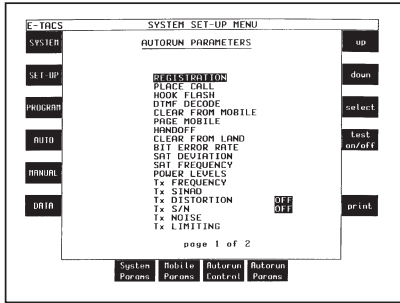 E-TACS SYSTEM SET-UP MENU
SYSTEM AUTORUN PARAMETERS up
SET-UP REGISTRATION down
PLACE CALL
HOOK FLASH
PROGRAM DTMF DECODE select
CLEAR FROM MOBILE
PAGE MOBILE
HANDOFF
AUTO CLEAR FROM LAND test on/off
BIT ERROR RATE
SAT DEVIATION
MANUAL SAT FREQUENCY
POWER LEVELS
Tx FREQUENCY
Tx SINAD
DATA Tx DISTORTION OFF print
Tx S/N OFF
Tx NOISE
Tx LIMITING
page 1 of 2
System Params Mobile Params Autorun Control Autorun Params